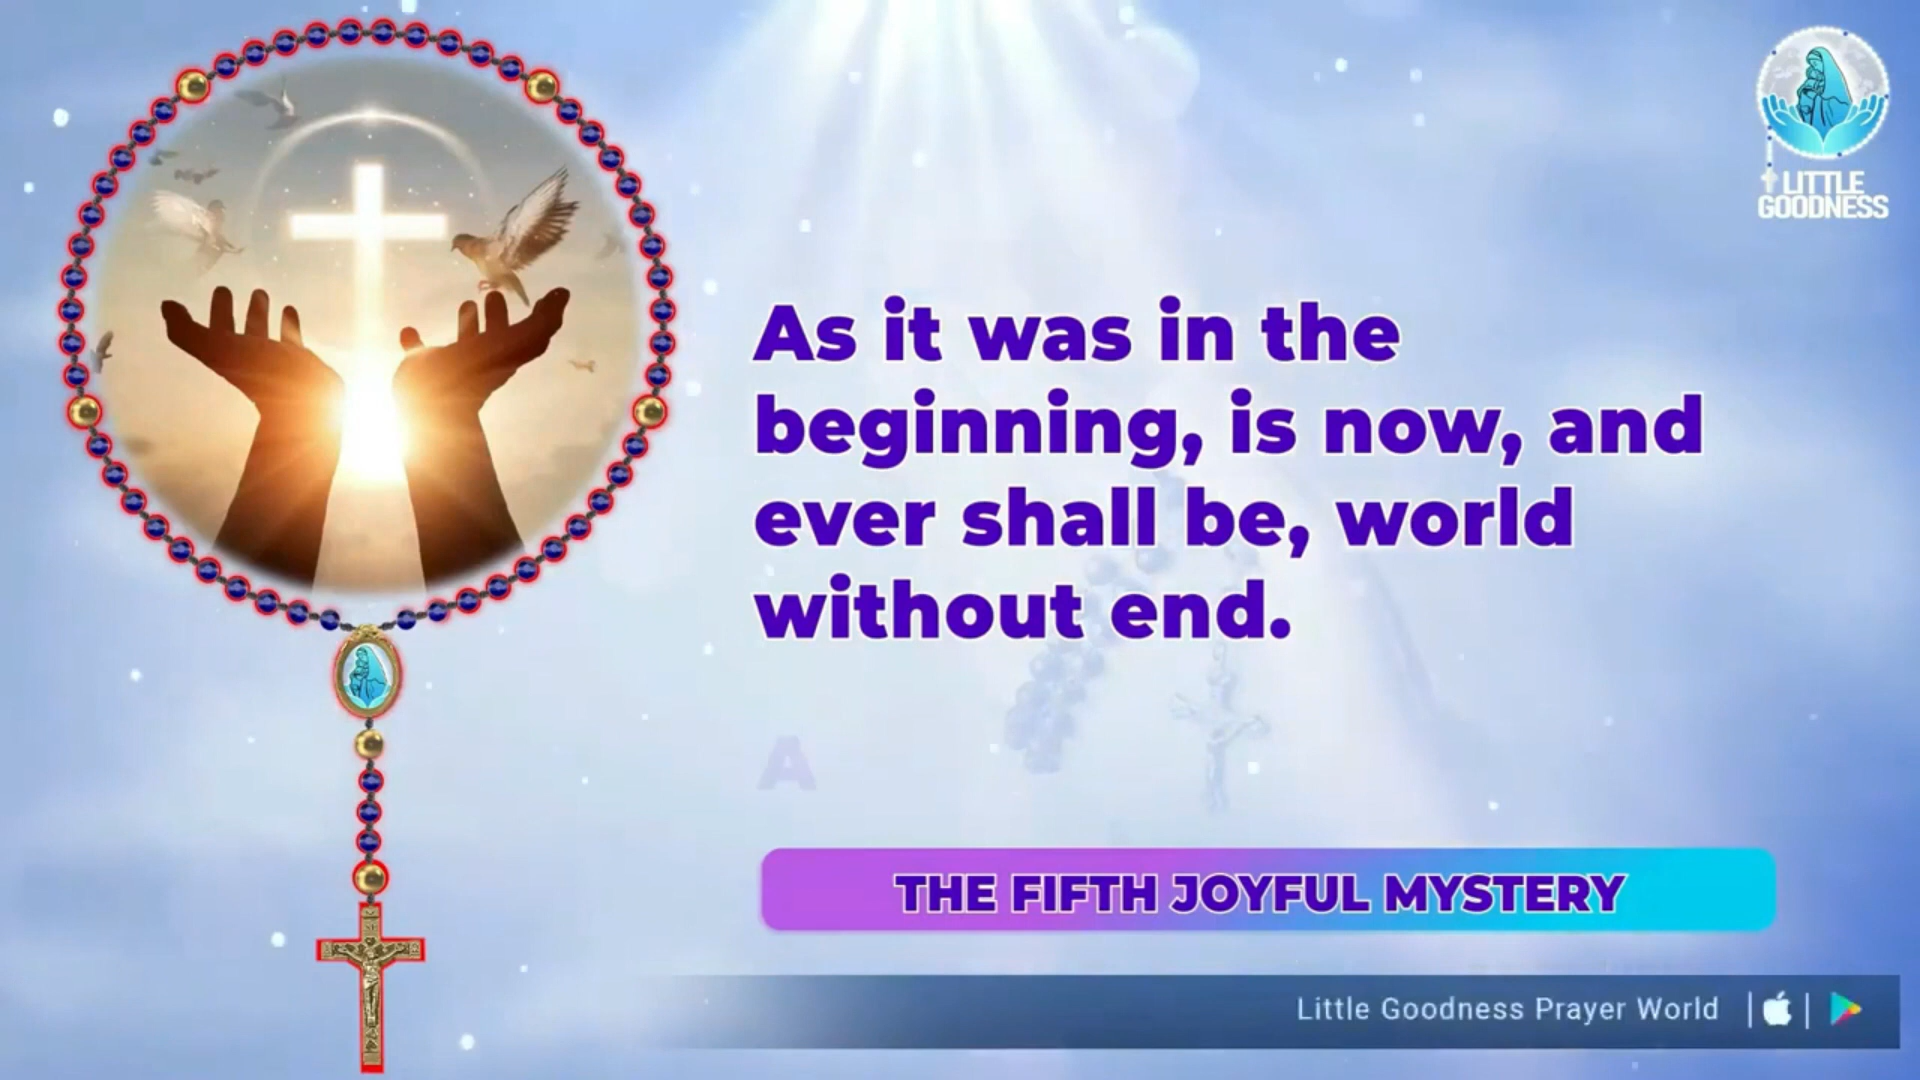 LITTLE
GOODNESS
As it was in the
beginning, is now, and
ever shall be, world
without end.
A
THE FIFTH JOYFUL MYSTERY
Little Goodness Prayer World